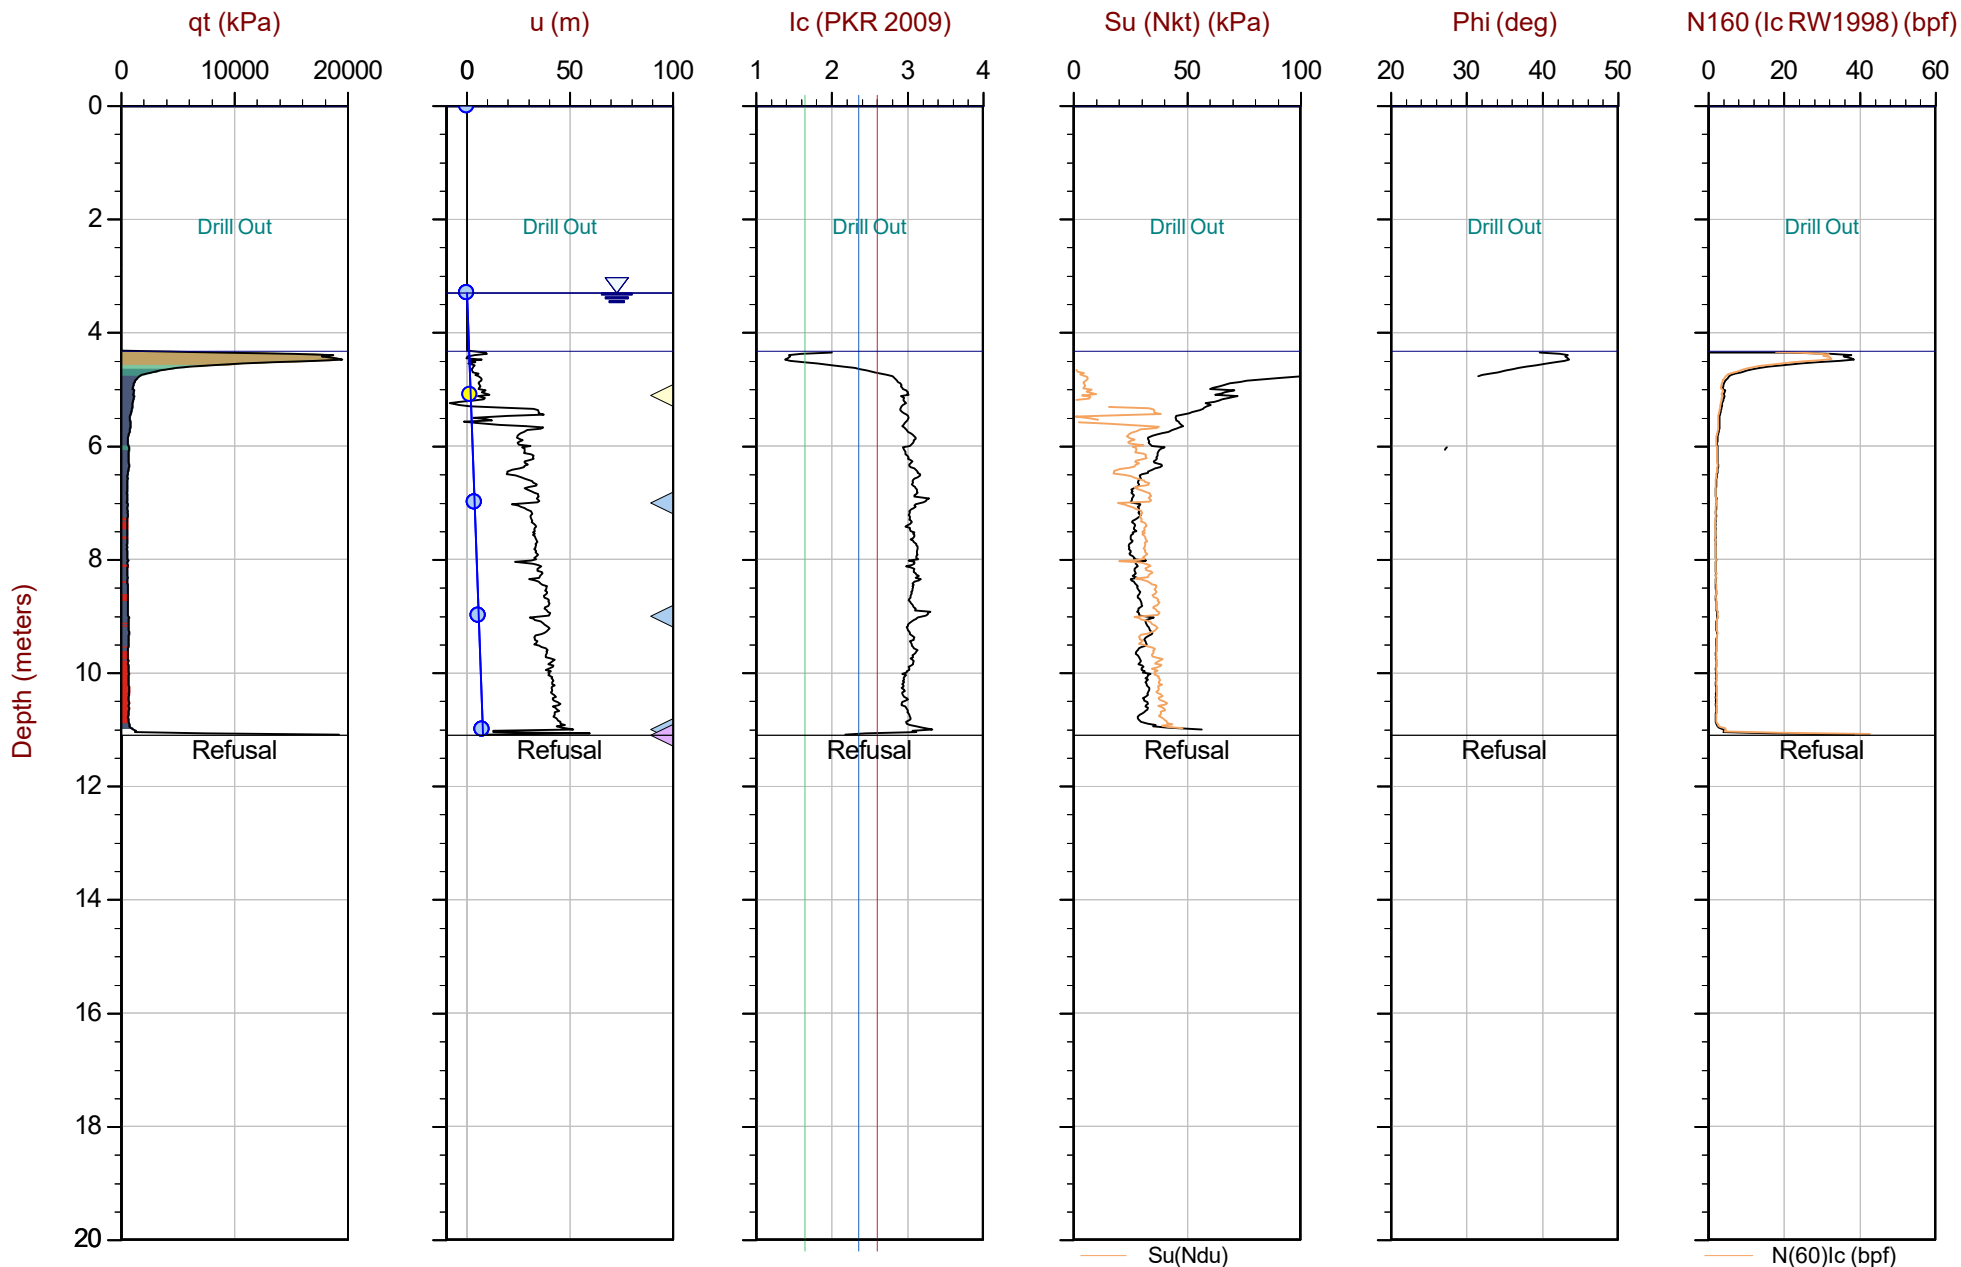 qt (kPa) u (m) Ic (PKR 2009) Su (Nkt) (kPa) Phi (deg) N160 (Ic RW1998) (bpf)
0 10000 20000 0 50 100 1 2 3 4 0 50 100 20 30 40 50 0 20 40 60
0
2
Drill Out Drill Out Drill Out Drill Out Drill Out Drill Out
4
6
8
Depth (meters)
10
Refusal Refusal Refusal Refusal Refusal Refusal
12
14
16
18
20
Su(Ndu) N(60)Ic (bpf)